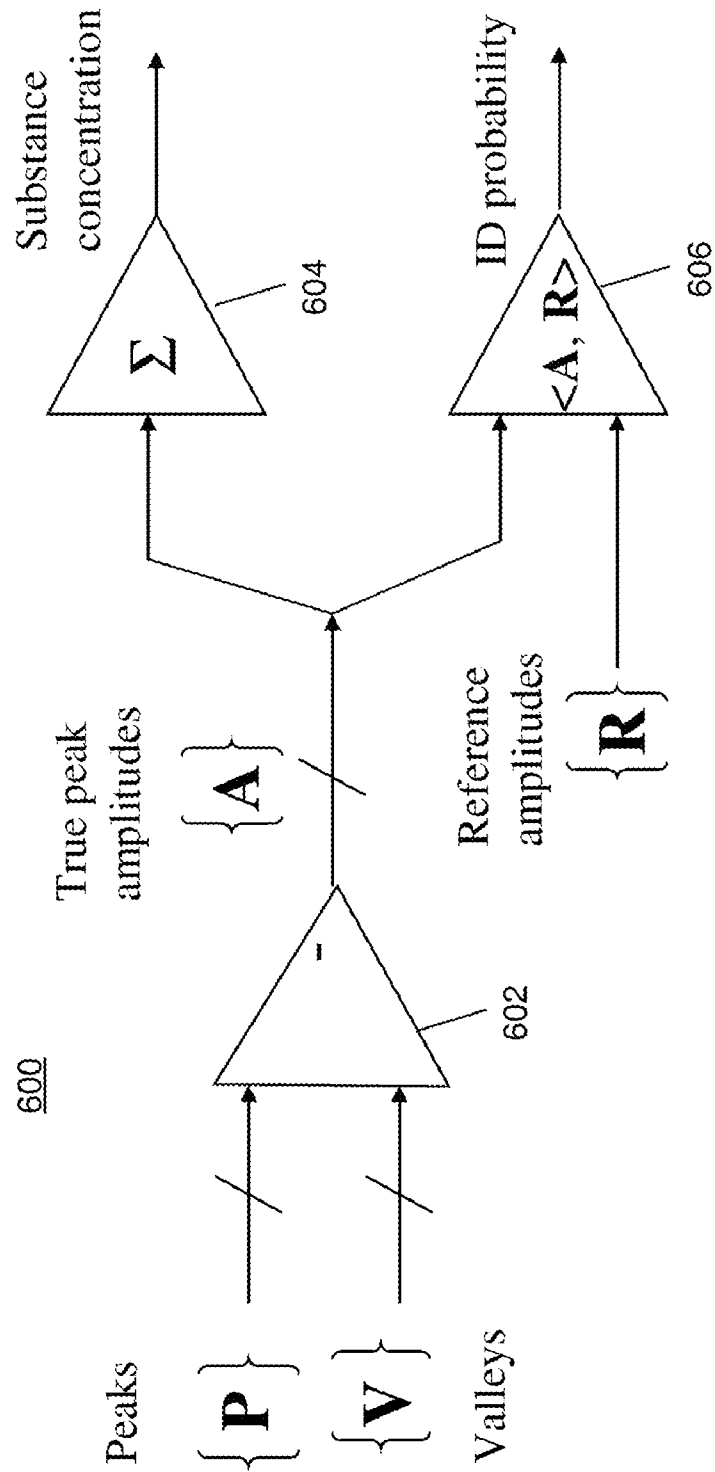 600
Peaks
{P}
{V}
Valleys
602
-
True peak
amplitudes
{A}
Reference
amplitudes
{R}
Σ
604
Substance
concentration
<A, R>
606
ID probability